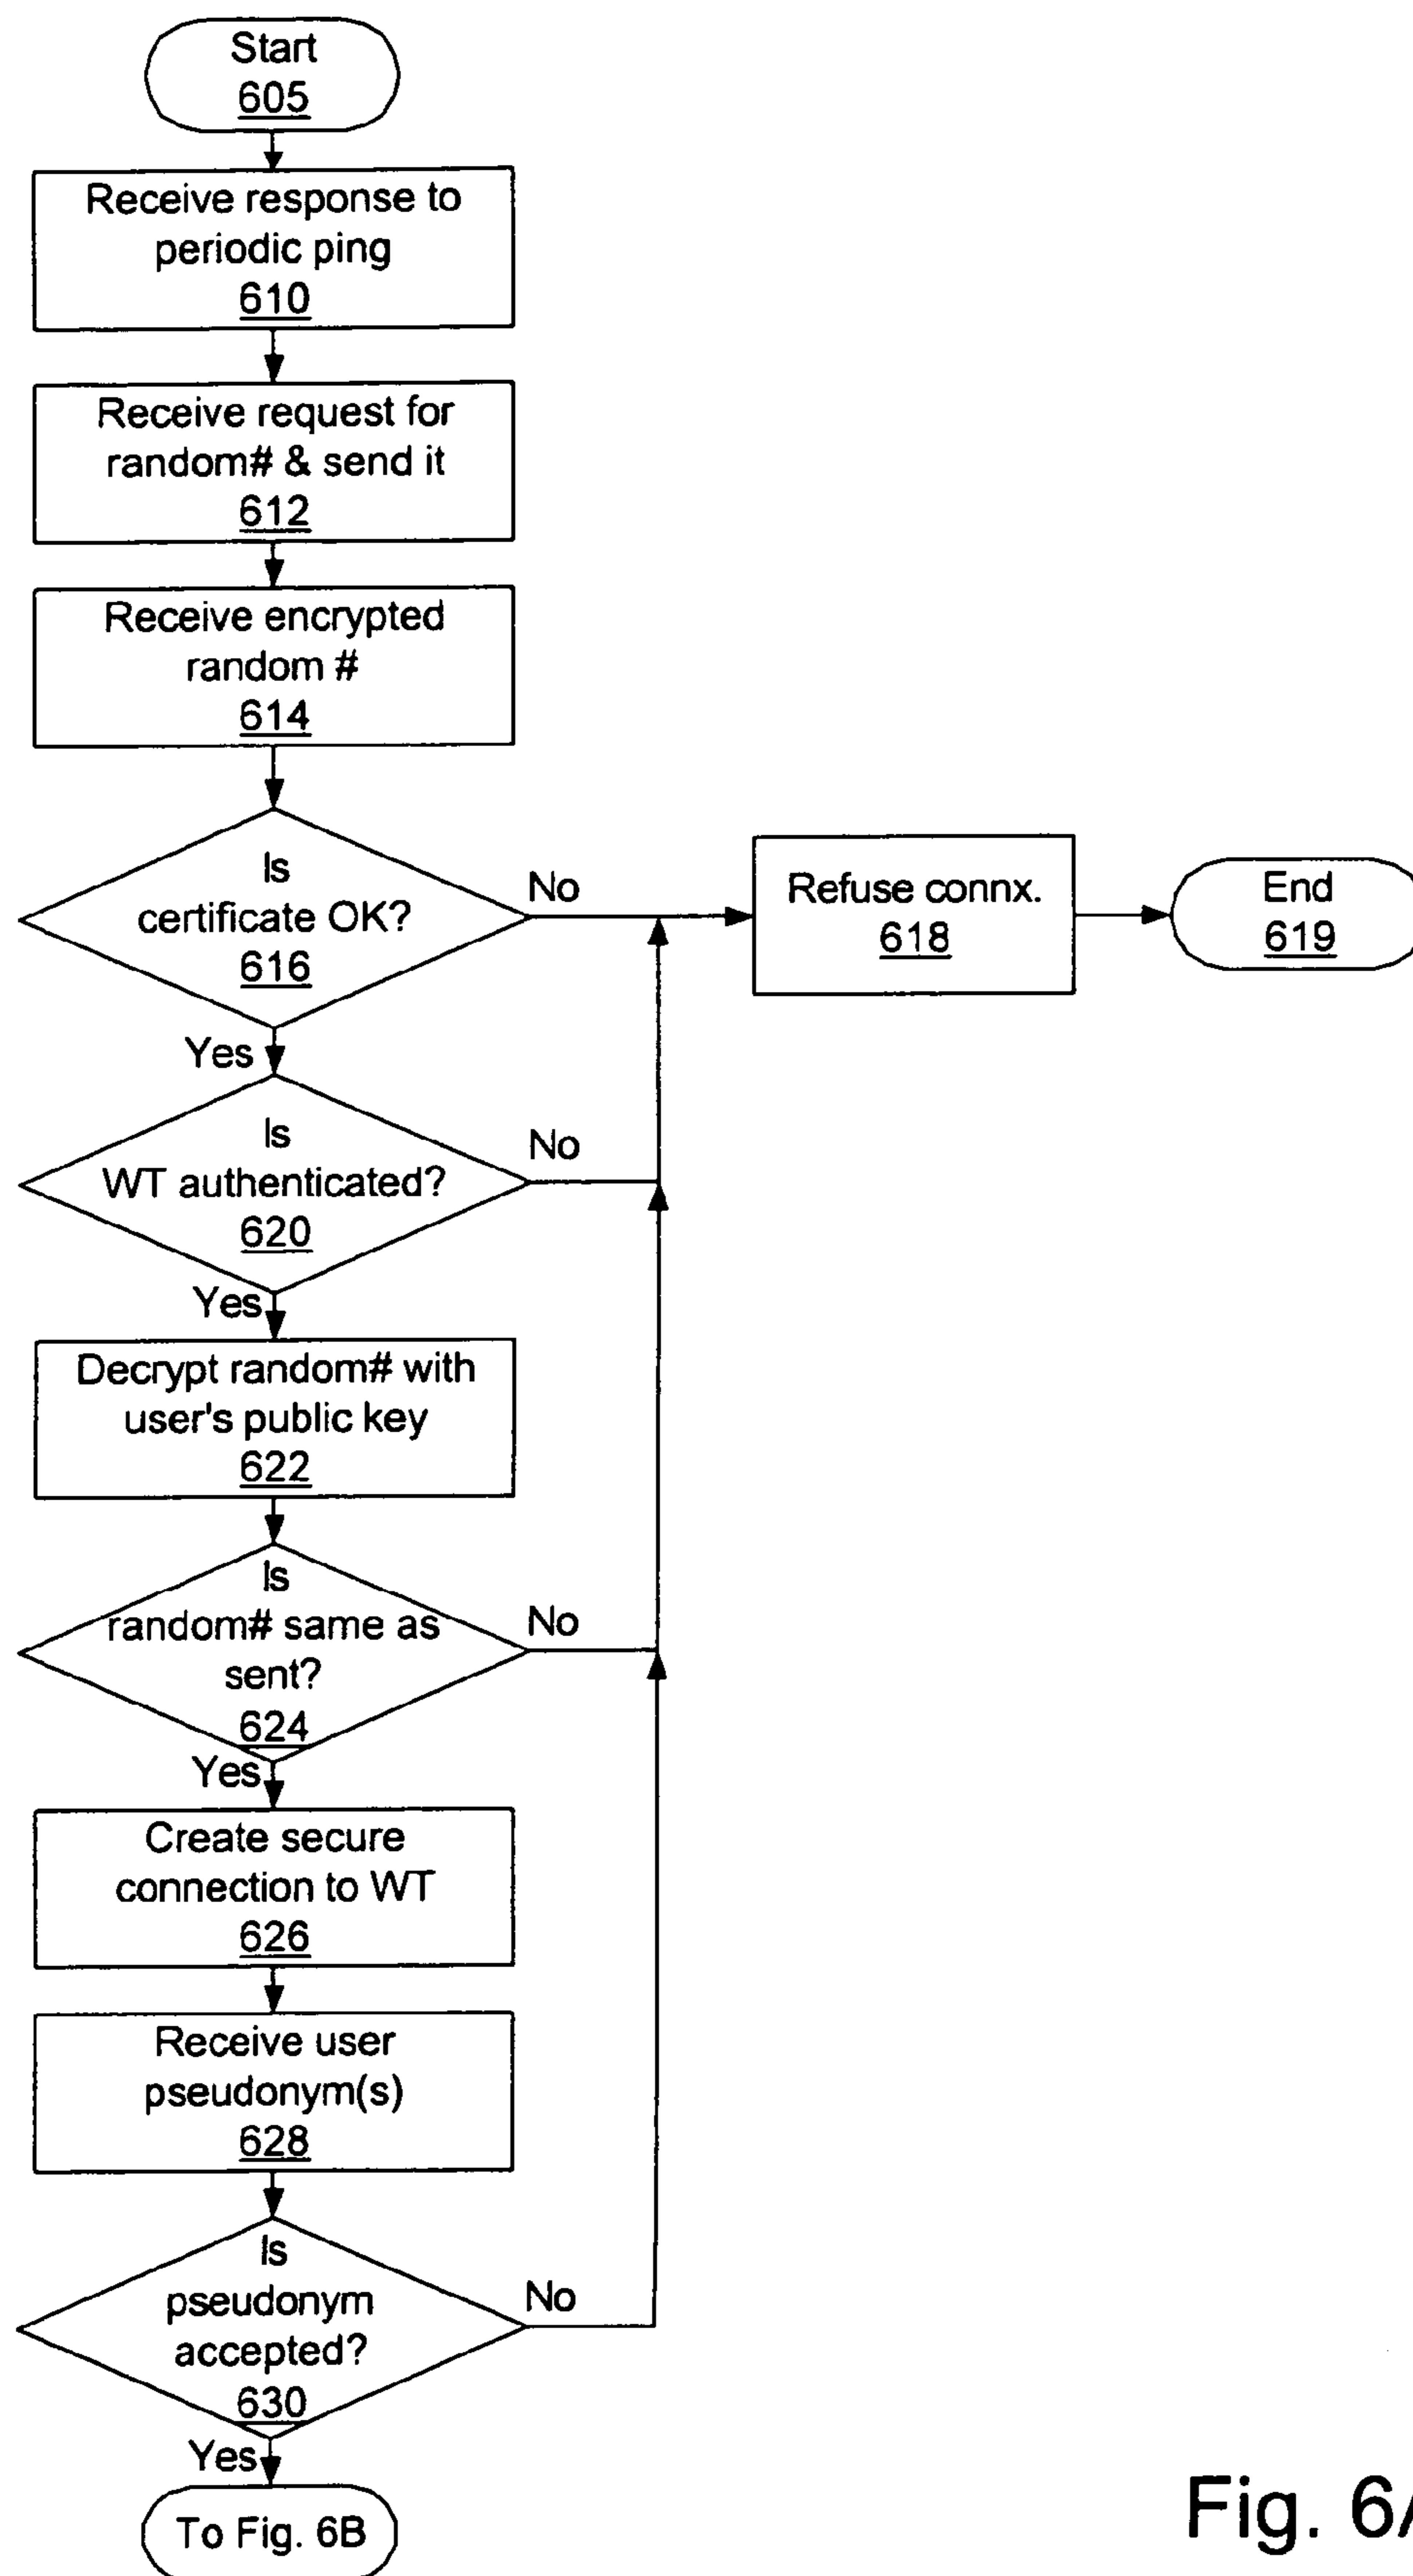 Start
605
Receive response to
periodic ping
610
Receive request for
random# & send it
612
Receive encrypted
random #
614
Is
certificate OK?
616
No
Refuse connx.
618
End
619
Yes
Is
WT authenticated?
620
No
Yes
Decrypt random# with
user's public key
622
Is
random# same as
sent?
624
No
Yes
Create secure
connection to WT
626
Receive user
pseudonym(s)
628
Is
pseudonym
accepted?
630
No
Yes
To Fig. 6B
Fig. 6A